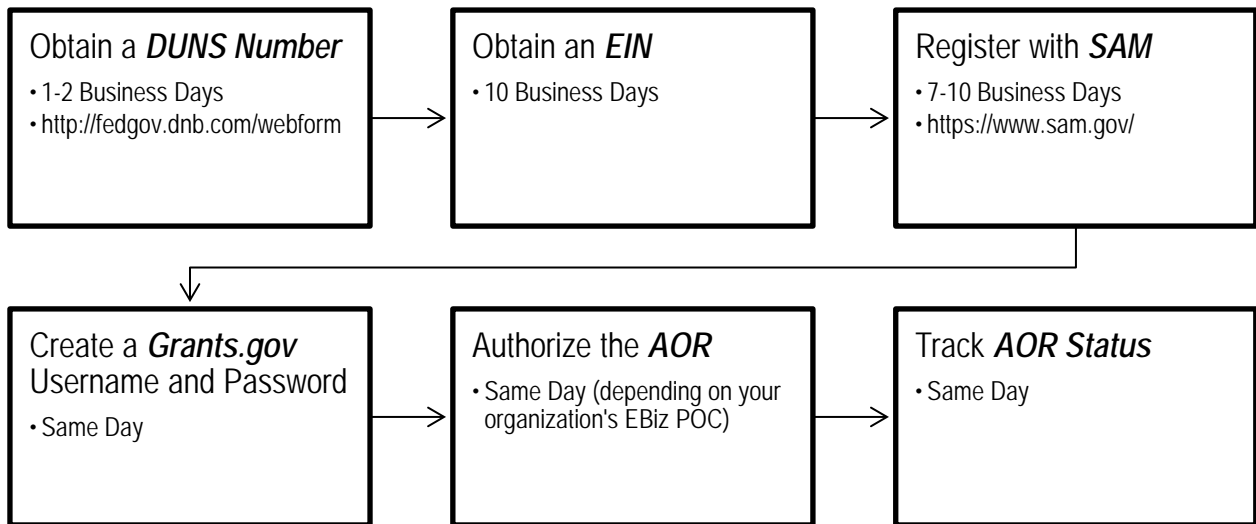 Obtain a DUNS Number
• 1-2 Business Days
• http://fedgov.dnb.com/webform
Obtain an EIN
• 10 Business Days
Register with SAM
• 7-10 Business Days
• https://www.sam.gov/
Create a Grants.gov
Username and Password
• Same Day
Authorize the AOR
• Same Day (depending on your
organization's EBiz POC)
Track AOR Status
• Same Day